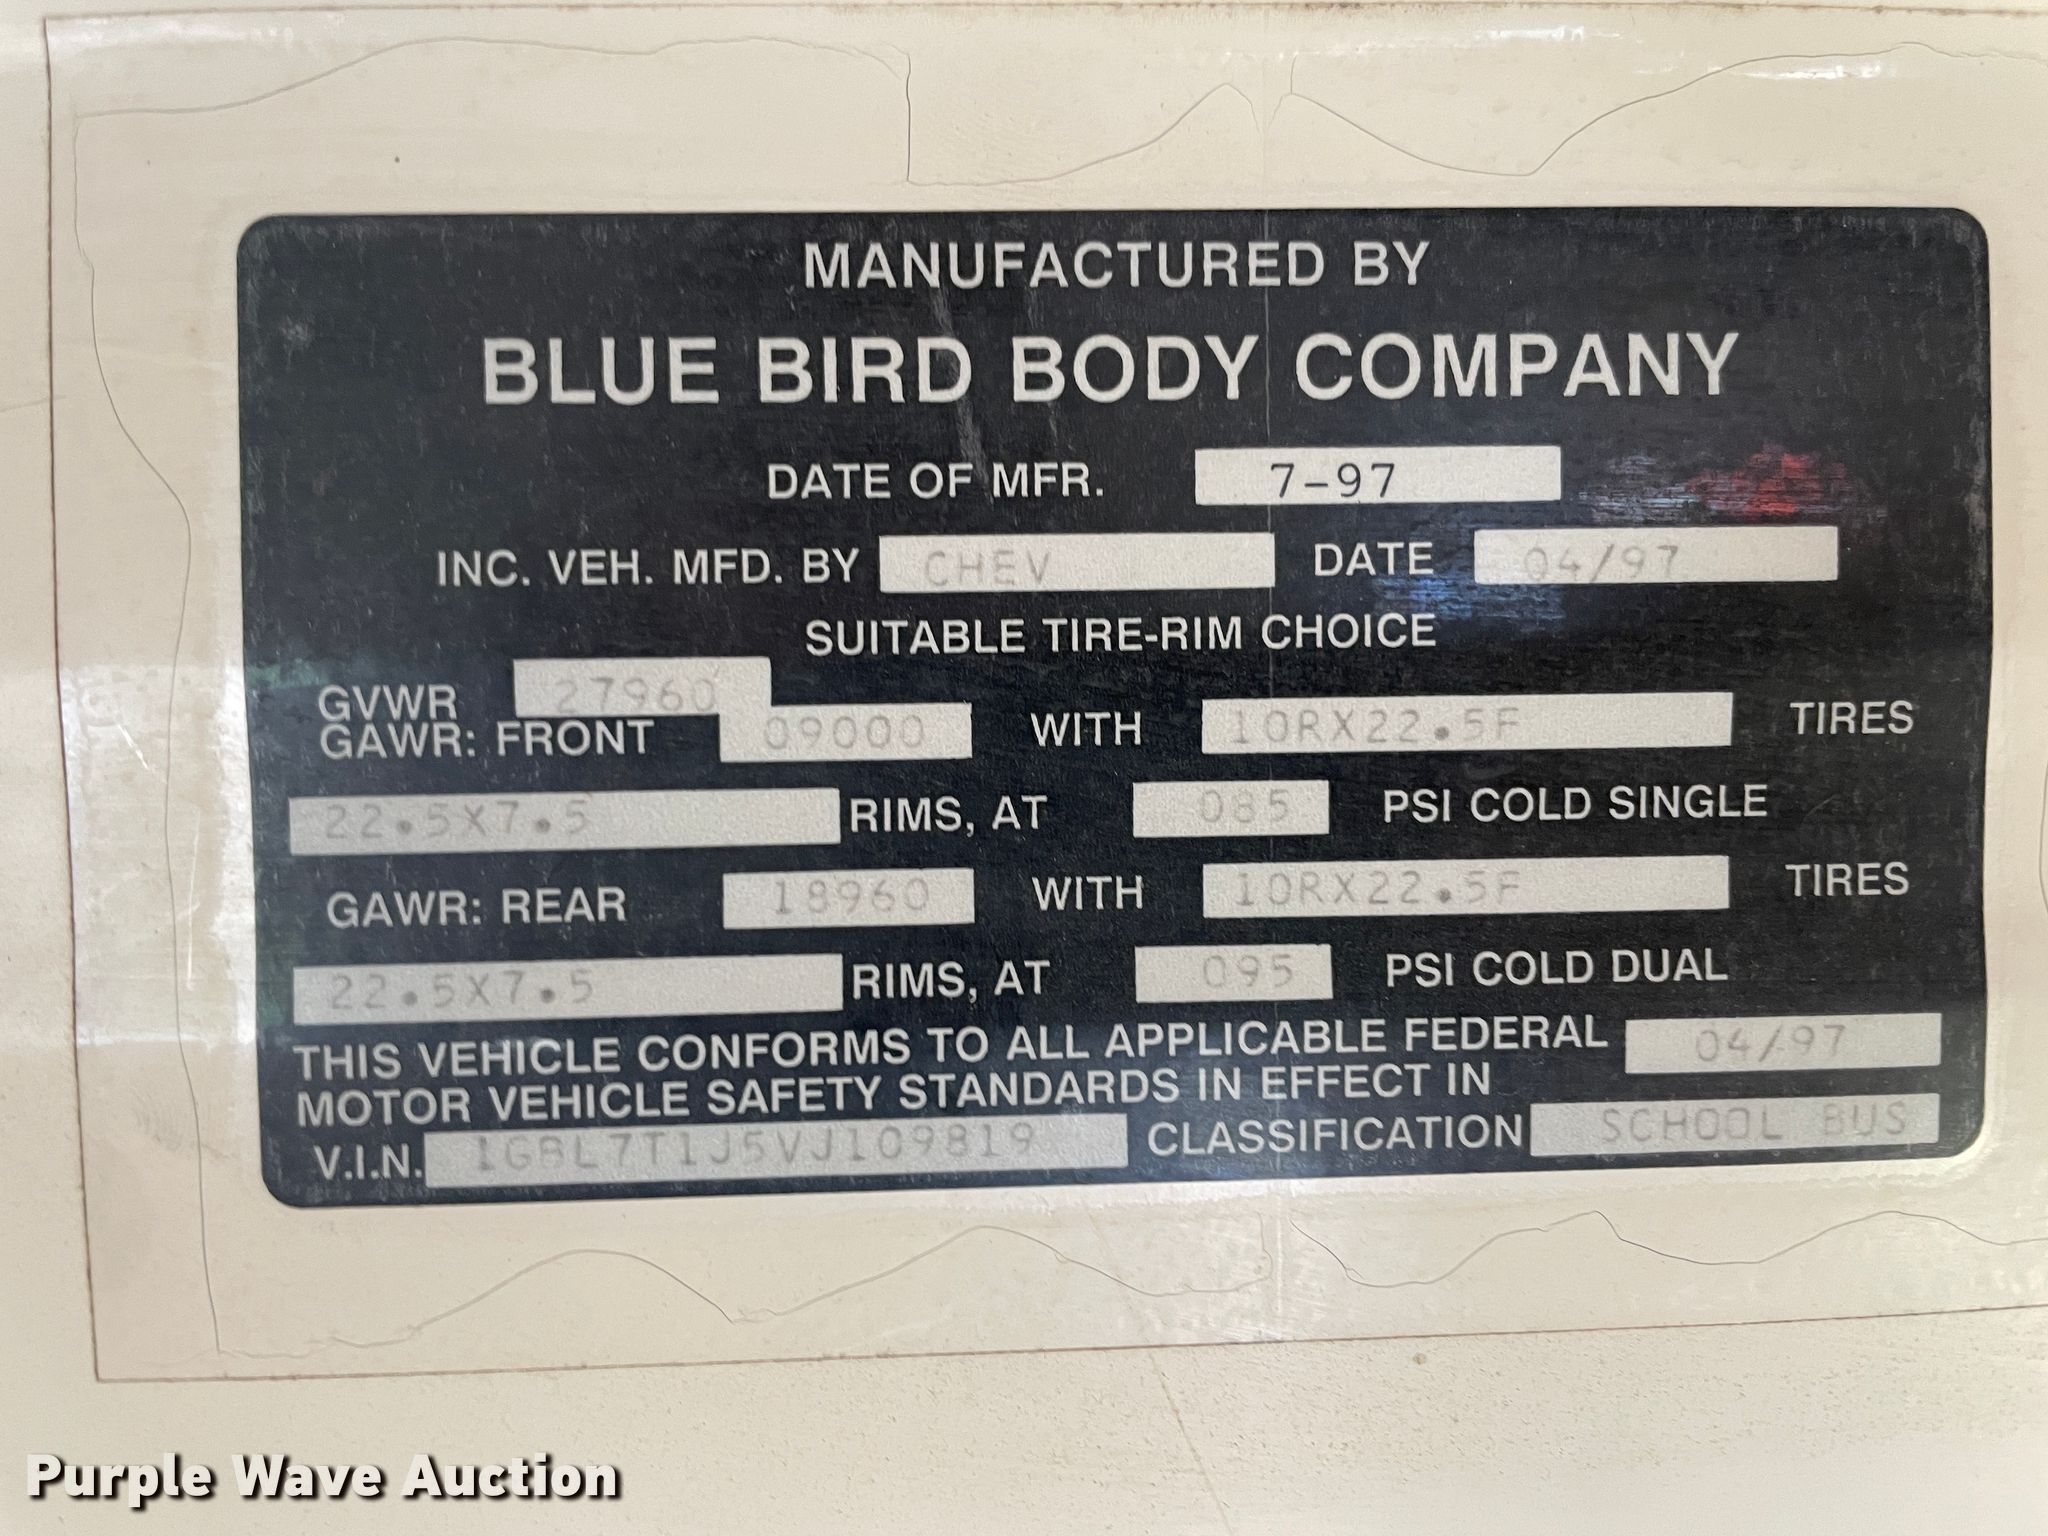 MANUFACTURED BY
BLUE BIRD BODY COMPANY
DATE OF MFR. 7-97
INC. VEH. MFD. BY CHEV DATE 04/97
SUITABLE TIRE-RIM CHOICE
GVWR 27960
GAWR: FRONT 09000 WITH 10RX22.5F TIRES
22.5X7.5 RIMS, AT 085 PSI COLD SINGLE
GAWR: REAR 18960 WITH 10RX22.5F TIRES
22.5X7.5 RIMS, AT 095 PSI COLD DUAL
THIS VEHICLE CONFORMS TO ALL APPLICABLE FEDERAL
MOTOR VEHICLE SAFETY STANDARDS IN EFFECT IN 04/97
V.I.N. 1GBL7T1J5VJ109819 CLASSIFICATION SCHOOL BUS
Purple Wave Auction